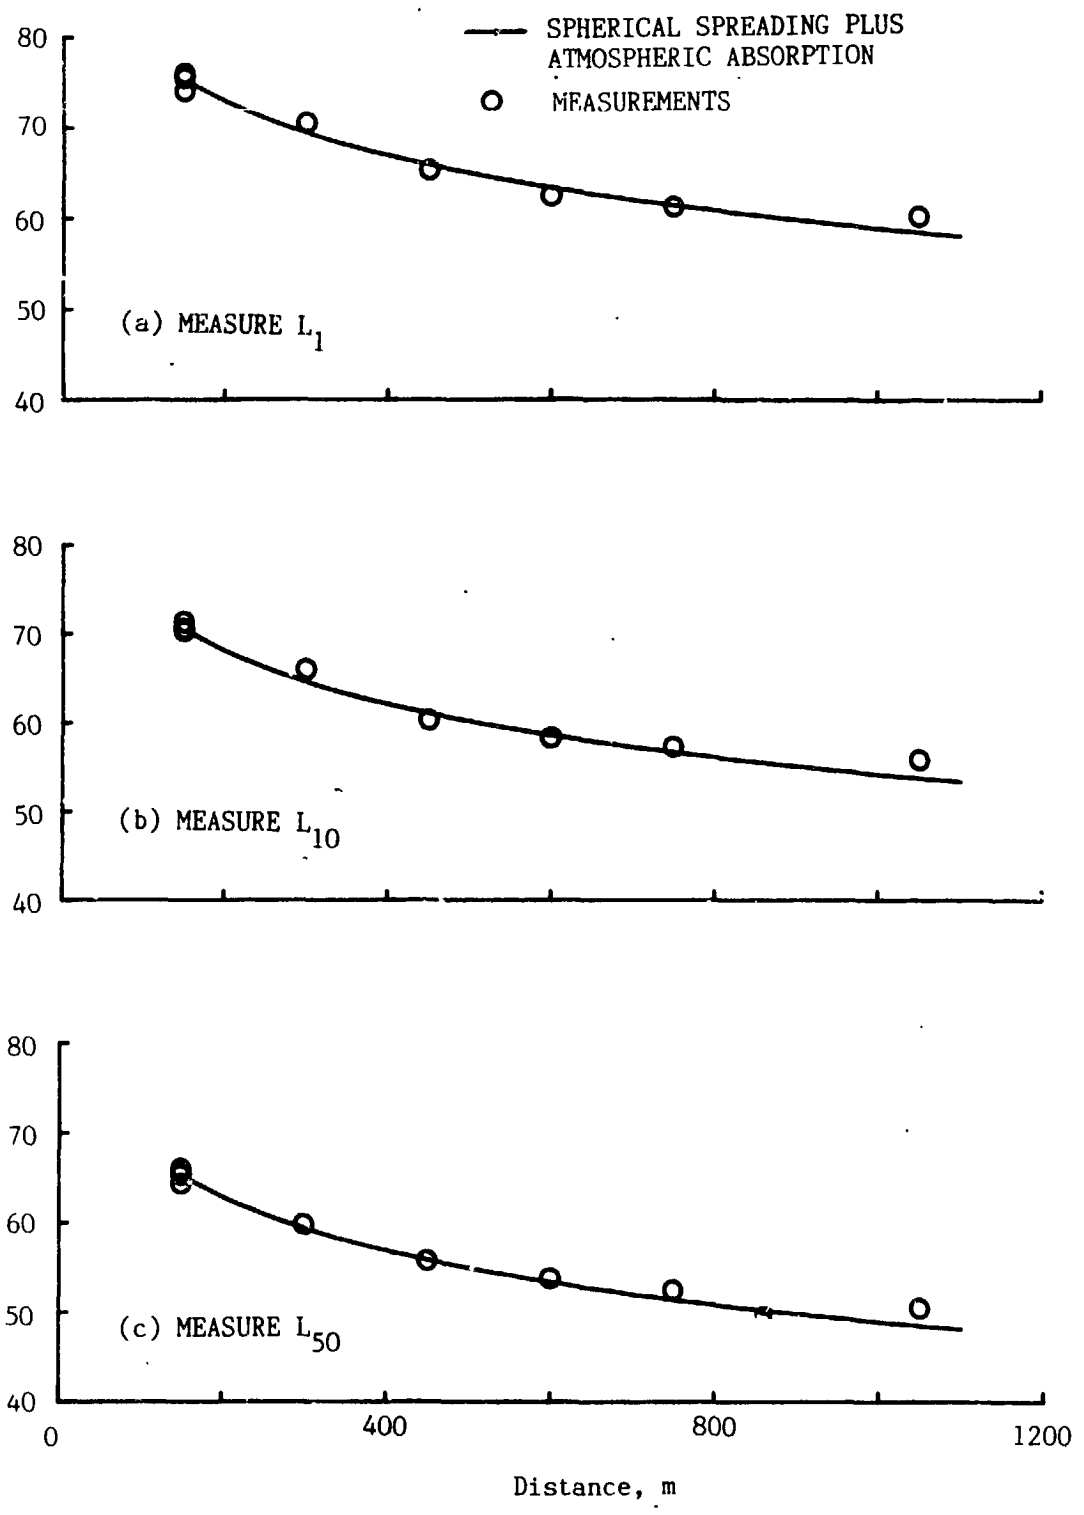 SPHERICAL SPREADING PLUS
ATMOSPHERIC ABSORPTION
MEASUREMENTS
80
70
60
50
40
(a) MEASURE L1
80
70
60
50
40
(b) MEASURE L10
80
70
60
50
40
(c) MEASURE L50
0 400 800 1200
Distance, m